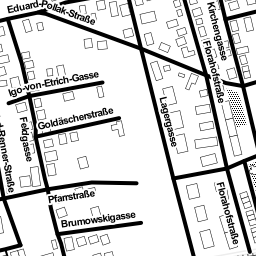 Eduard-Pollak-Straße
Kirchengasse
Florahofstraße
Igo-von-Etrich-Gasse
Lagergasse
Goldäscherstraße
Feldgasse
Renner-Straße
Pfarrstraße
Florahofstraße
Brumowskigasse